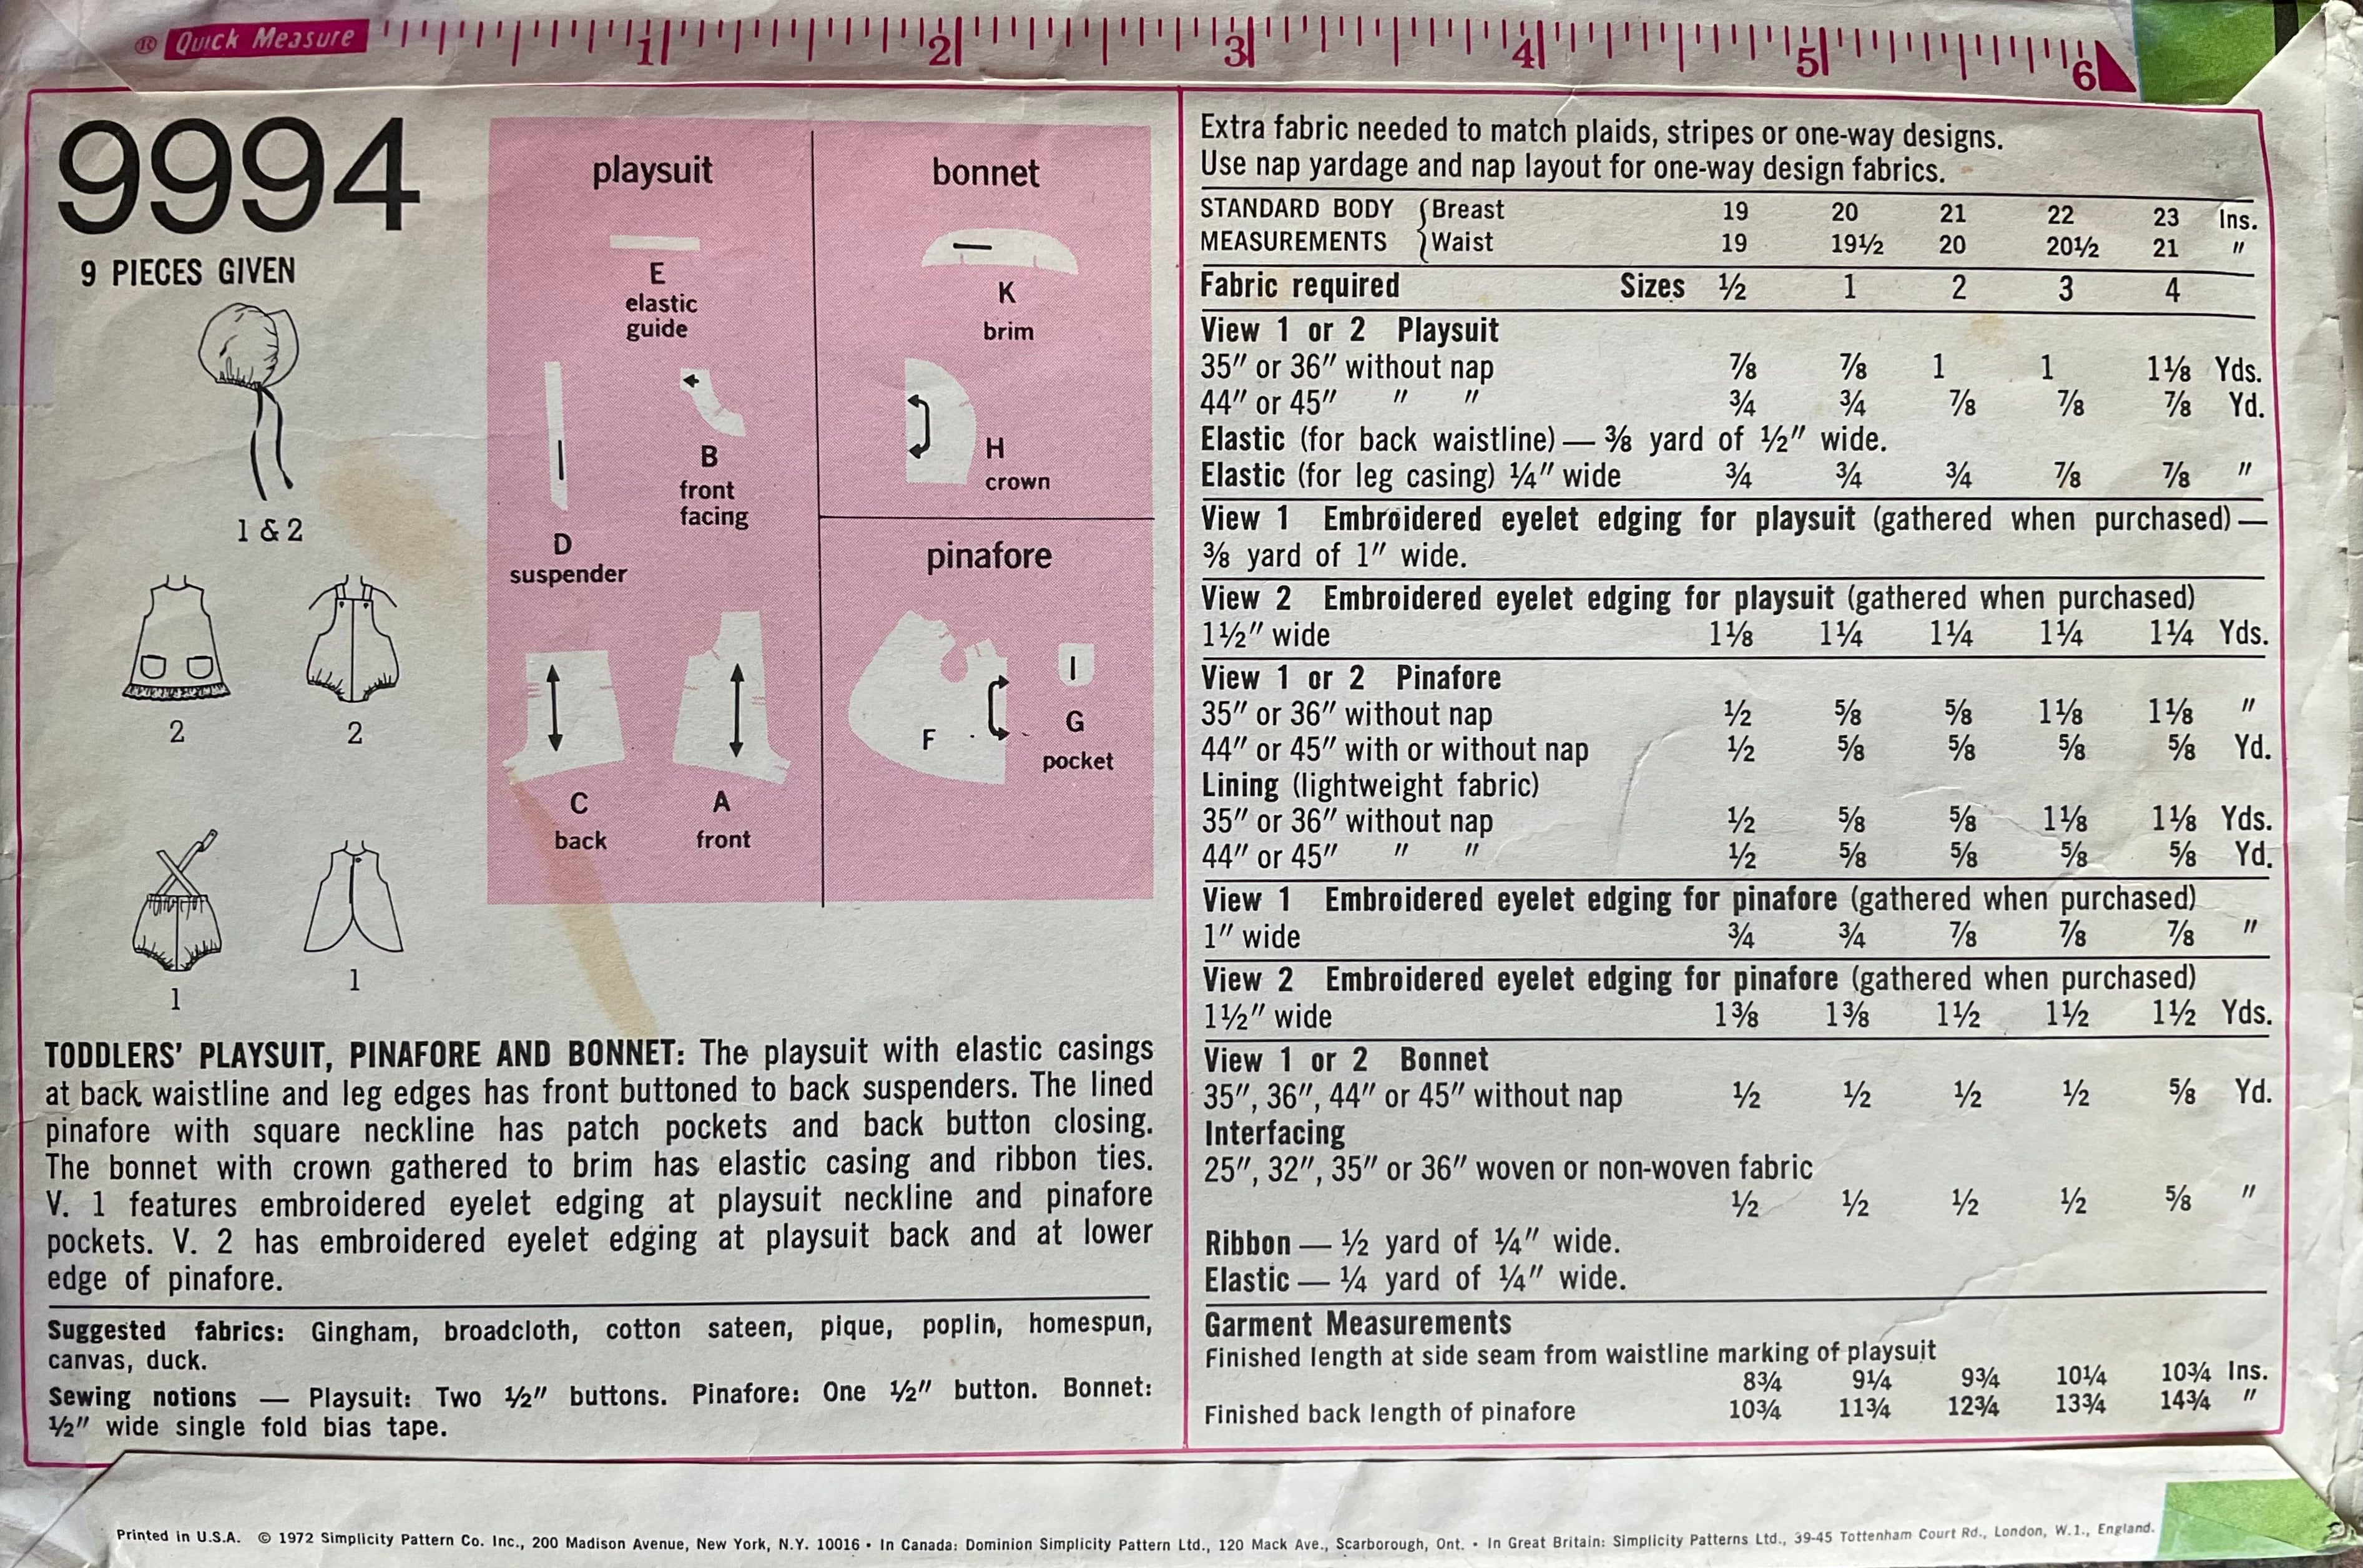 ® Quick Measure 1 2 3 4 5 6
9994
9 PIECES GIVEN
1 & 2
2 2
1 1
playsuit
E
elastic
guide
D
suspender
B
front
facing
C
back
A
front
bonnet
K
brim
H
crown
pinafore
F
G
pocket
TODDLERS' PLAYSUIT, PINAFORE AND BONNET: The playsuit with elastic casings
at back waistline and leg edges has front buttoned to back suspenders. The lined
pinafore with square neckline has patch pockets and back button closing.
The bonnet with crown gathered to brim has elastic casing and ribbon ties.
V. 1 features embroidered eyelet edging at playsuit neckline and pinafore
pockets. V. 2 has embroidered eyelet edging at playsuit back and at lower
edge of pinafore.
Suggested fabrics: Gingham, broadcloth, cotton sateen, pique, poplin, homespun,
canvas, duck.
Sewing notions — Playsuit: Two ½" buttons. Pinafore: One ½" button. Bonnet:
½" wide single fold bias tape.
Extra fabric needed to match plaids, stripes or one-way designs.
Use nap yardage and nap layout for one-way design fabrics.
STANDARD BODY { Breast 19 20 21 22 23 Ins.
MEASUREMENTS { Waist 19 19½ 20 20½ 21 "
Fabric required Sizes ½ 1 2 3 4
View 1 or 2 Playsuit
35" or 36" without nap ⅞ ⅞ 1 1 1⅛ Yds.
44" or 45" " " ¾ ¾ ⅞ ⅞ ⅞ Yd.
Elastic (for back waistline) — ⅜ yard of ½" wide.
Elastic (for leg casing) ¼" wide ¾ ¾ ¾ ⅞ ⅞ "
View 1 Embroidered eyelet edging for playsuit (gathered when purchased) —
⅜ yard of 1" wide.
View 2 Embroidered eyelet edging for playsuit (gathered when purchased)
1½" wide 1⅛ 1¼ 1¼ 1¼ 1¼ Yds.
View 1 or 2 Pinafore
35" or 36" without nap ½ ⅝ ⅝ 1⅛ 1⅛ "
44" or 45" with or without nap ½ ⅝ ⅝ ⅝ ⅝ Yd.
Lining (lightweight fabric)
35" or 36" without nap ½ ⅝ ⅝ 1⅛ 1⅛ Yds.
44" or 45" " " ½ ⅝ ⅝ ⅝ ⅝ Yd.
View 1 Embroidered eyelet edging for pinafore (gathered when purchased)
1" wide ¾ ¾ ⅞ ⅞ ⅞ "
View 2 Embroidered eyelet edging for pinafore (gathered when purchased)
1½" wide 1⅜ 1⅜ 1½ 1½ 1½ Yds.
View 1 or 2 Bonnet
35", 36", 44" or 45" without nap ½ ½ ½ ½ ⅝ Yd.
Interfacing
25", 32", 35" or 36" woven or non-woven fabric
½ ½ ½ ½ ⅝ "
Ribbon — ½ yard of ¼" wide.
Elastic — ¼ yard of ¼" wide.
Garment Measurements
Finished length at side seam from waistline marking of playsuit
8¾ 9¼ 9¾ 10¼ 10¾ Ins.
Finished back length of pinafore 10¾ 11¾ 12¾ 13¾ 14¾ "
Printed in U.S.A. © 1972 Simplicity Pattern Co. Inc., 200 Madison Avenue, New York, N.Y. 10016 • In Canada: Dominion Simplicity Pattern Ltd., 120 Mack Ave., Scarborough, Ont. • In Great Britain: Simplicity Patterns Ltd., 39-45 Tottenham Court Rd., London, W.1., England.